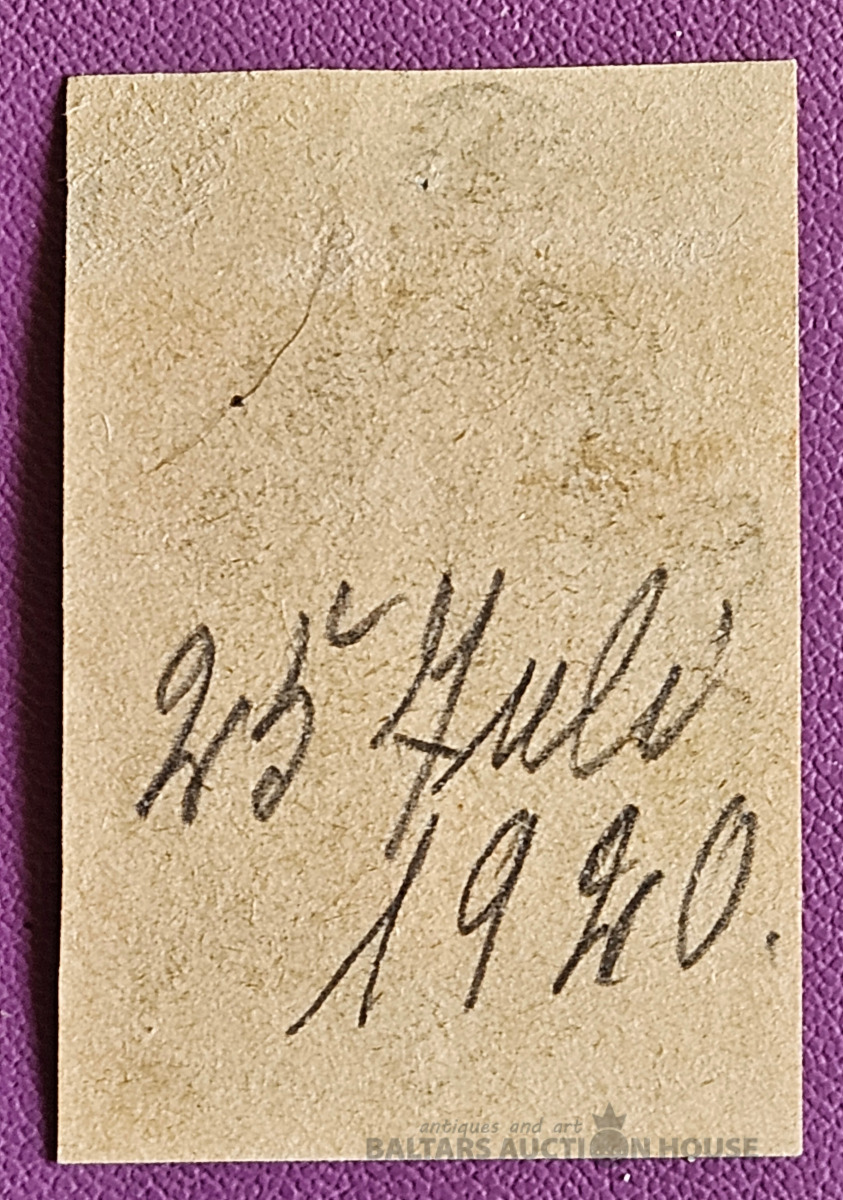 25 Juli
1920.
antiques and art
BALTARS AUCTION HOUSE